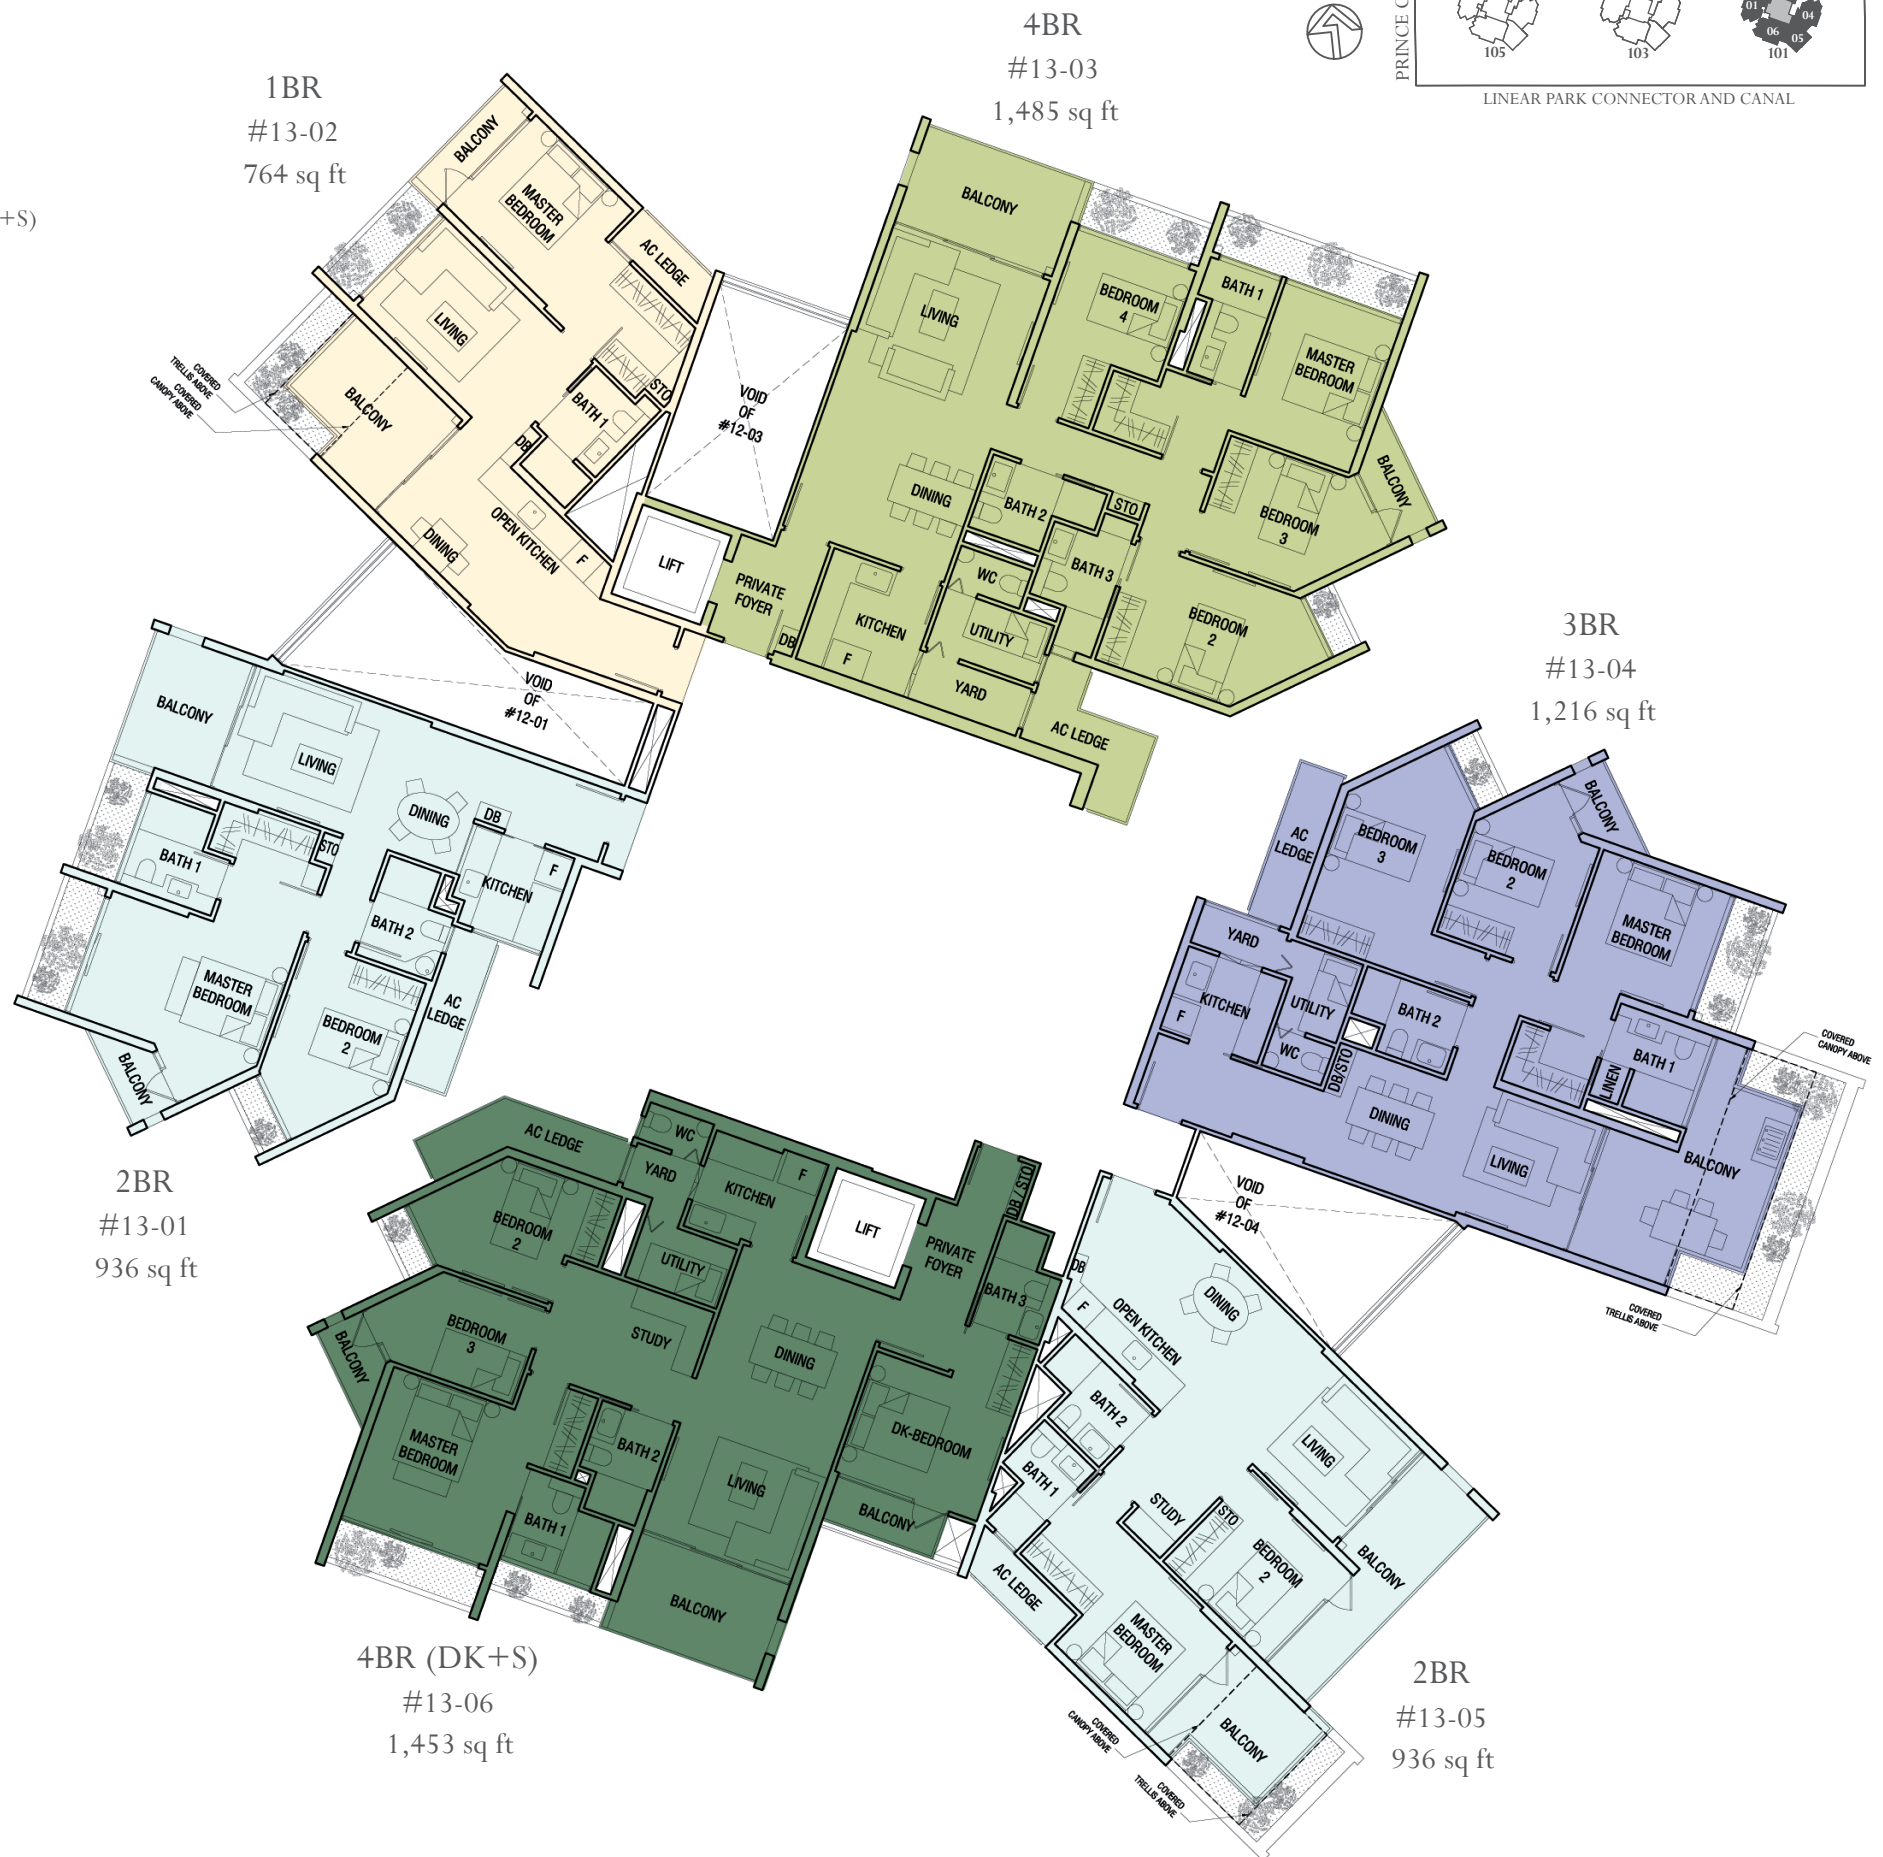 +S)
PRINCE C
105
103
01
04
06
05
101
LINEAR PARK CONNECTOR AND CANAL
1BR
#13-02
764 sq ft
BALCONY
MASTER
BEDROOM
AC LEDGE
LIVING
STO
BATH 1
DB
COVERED
TRELLIS ABOVE
COVERED
CANOPY ABOVE
BALCONY
OPEN KITCHEN
DINING
F
LIFT
VOID
OF
#12-03
4BR
#13-03
1,485 sq ft
BALCONY
LIVING
BEDROOM
4
BATH 1
MASTER
BEDROOM
BALCONY
DINING
BATH 2
STO
BEDROOM
3
BATH 3
WC
PRIVATE
FOYER
DB
KITCHEN
F
UTILITY
YARD
BEDROOM
2
AC LEDGE
VOID
OF
#12-01
BALCONY
LIVING
DINING
DB
STO
BATH 1
KITCHEN
F
BATH 2
MASTER
BEDROOM
BEDROOM
2
AC
LEDGE
BALCONY
2BR
#13-01
936 sq ft
3BR
#13-04
1,216 sq ft
BALCONY
AC
LEDGE
BEDROOM
3
BEDROOM
2
MASTER
BEDROOM
YARD
KITCHEN
F
UTILITY
WC
BATH 2
DB/STO
BATH 1
LINEN
DINING
LIVING
BALCONY
COVERED
CANOPY ABOVE
COVERED
TRELLIS ABOVE
VOID
OF
#12-04
AC LEDGE
WC
YARD
KITCHEN
F
LIFT
DB / STO
BEDROOM
2
UTILITY
PRIVATE
FOYER
BATH 3
BEDROOM
3
STUDY
DINING
BALCONY
MASTER
BEDROOM
BATH 2
DK-BEDROOM
LIVING
BATH 1
BALCONY
BALCONY
4BR (DK+S)
#13-06
1,453 sq ft
DB
F
OPEN KITCHEN
DINING
BATH 2
LIVING
BATH 1
STUDY
STO
BEDROOM
2
BALCONY
AC LEDGE
MASTER
BEDROOM
BALCONY
COVERED
CANOPY ABOVE
COVERED
TRELLIS ABOVE
2BR
#13-05
936 sq ft